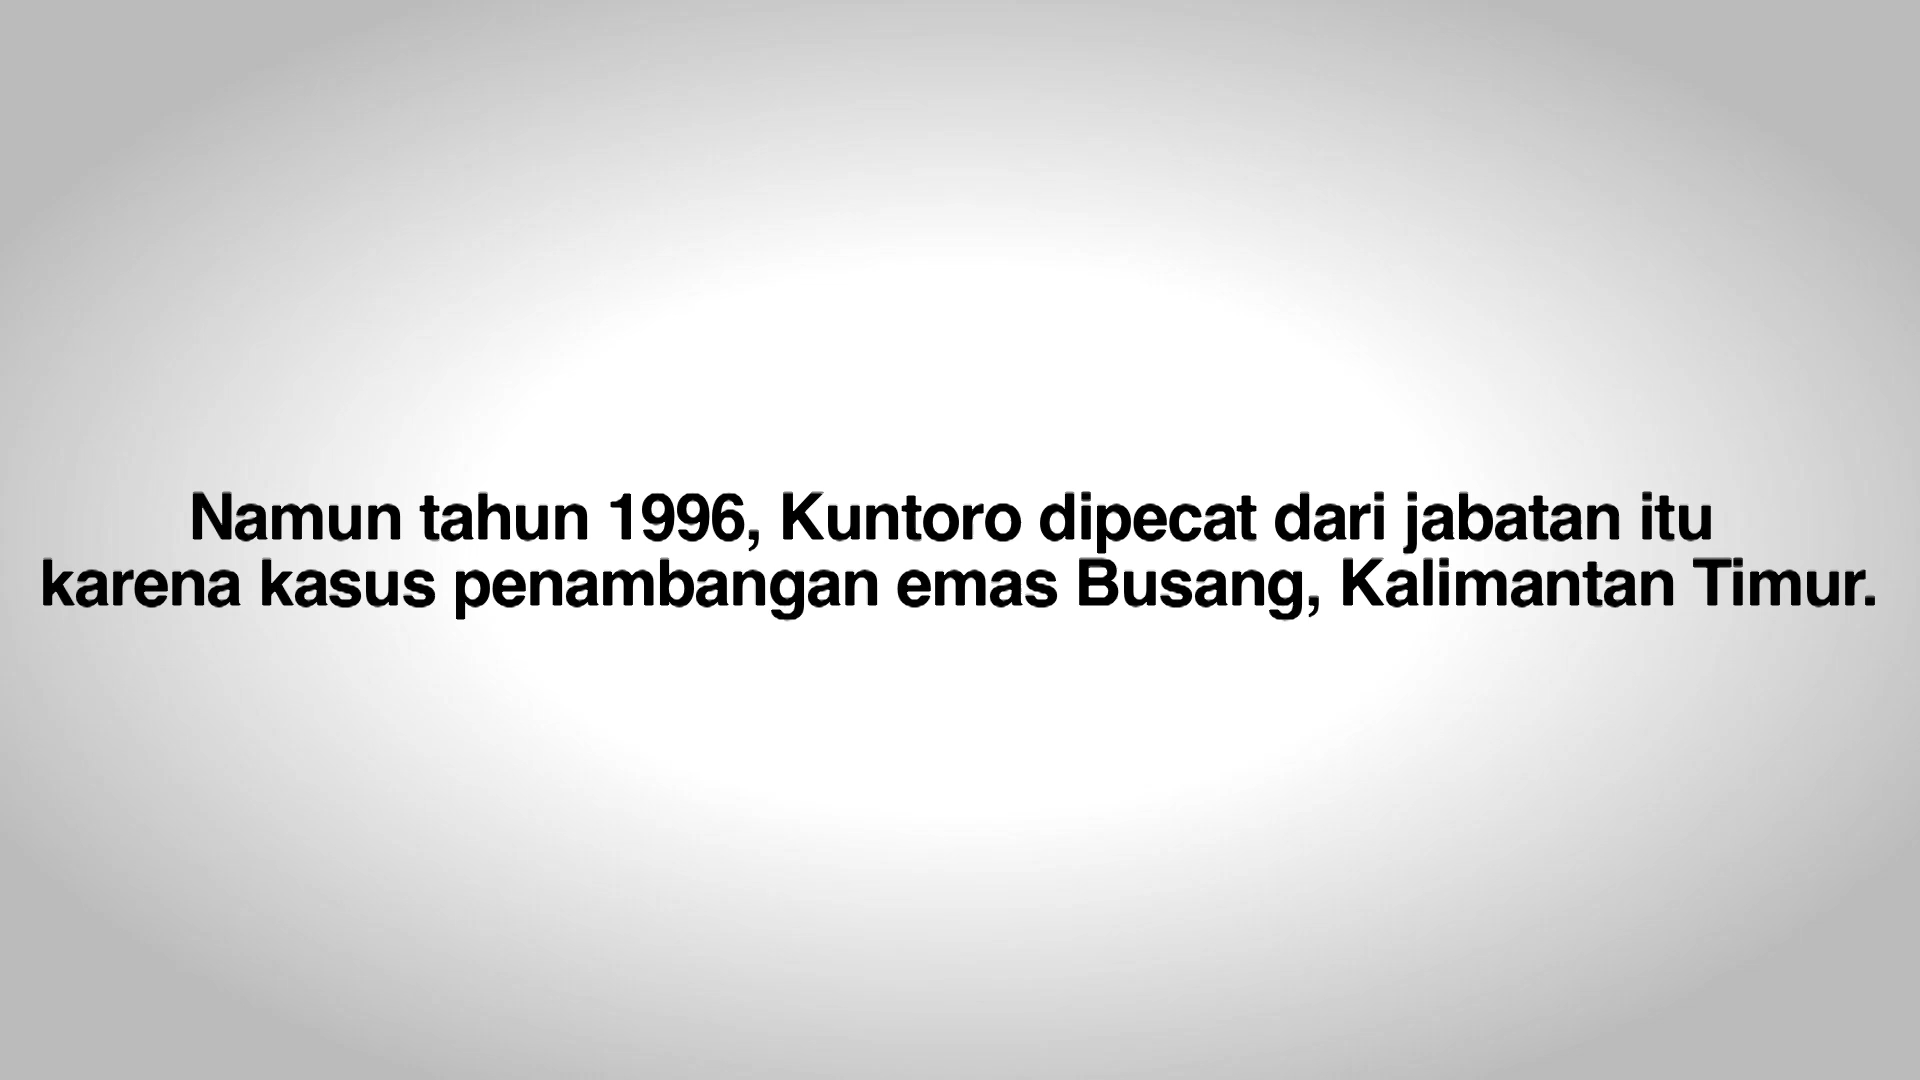 Namun tahun 1996, Kuntoro dipecat dari jabatan itu
karena kasus penambangan emas Busang, Kalimantan Timur.